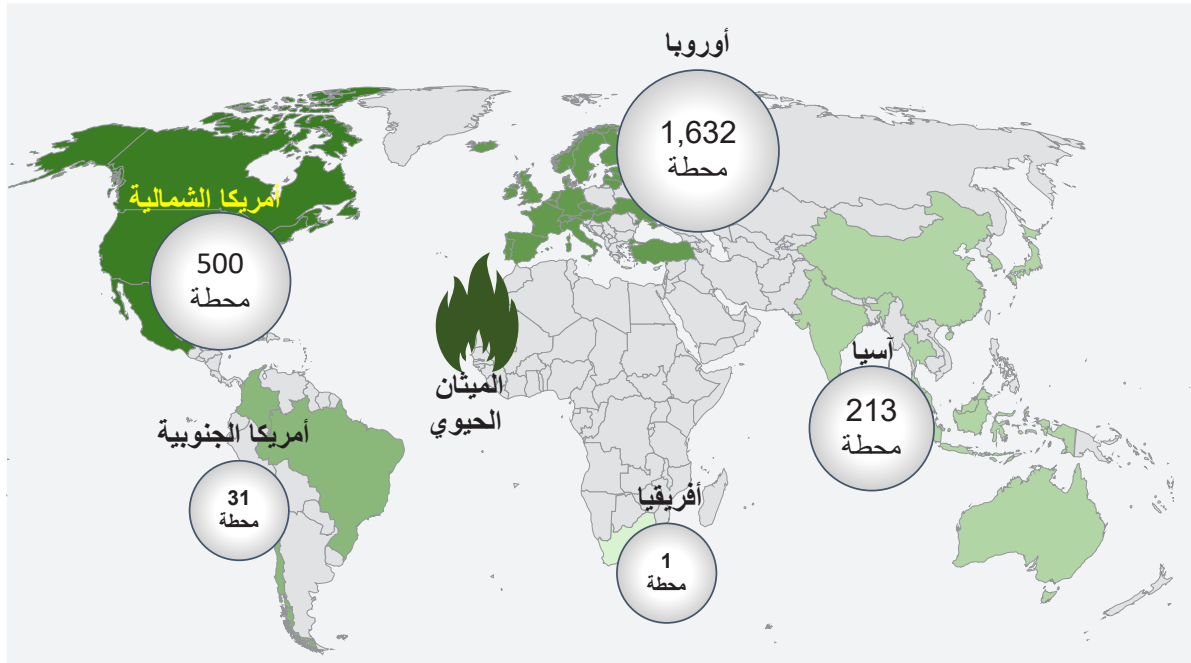 أوروبا
1,632
محطة
أمريكا الشمالية
500
محطة
الميثان
الحيوي
آسيا
213
محطة
أمريكا الجنوبية
31
محطة
أفريقيا
1
محطة